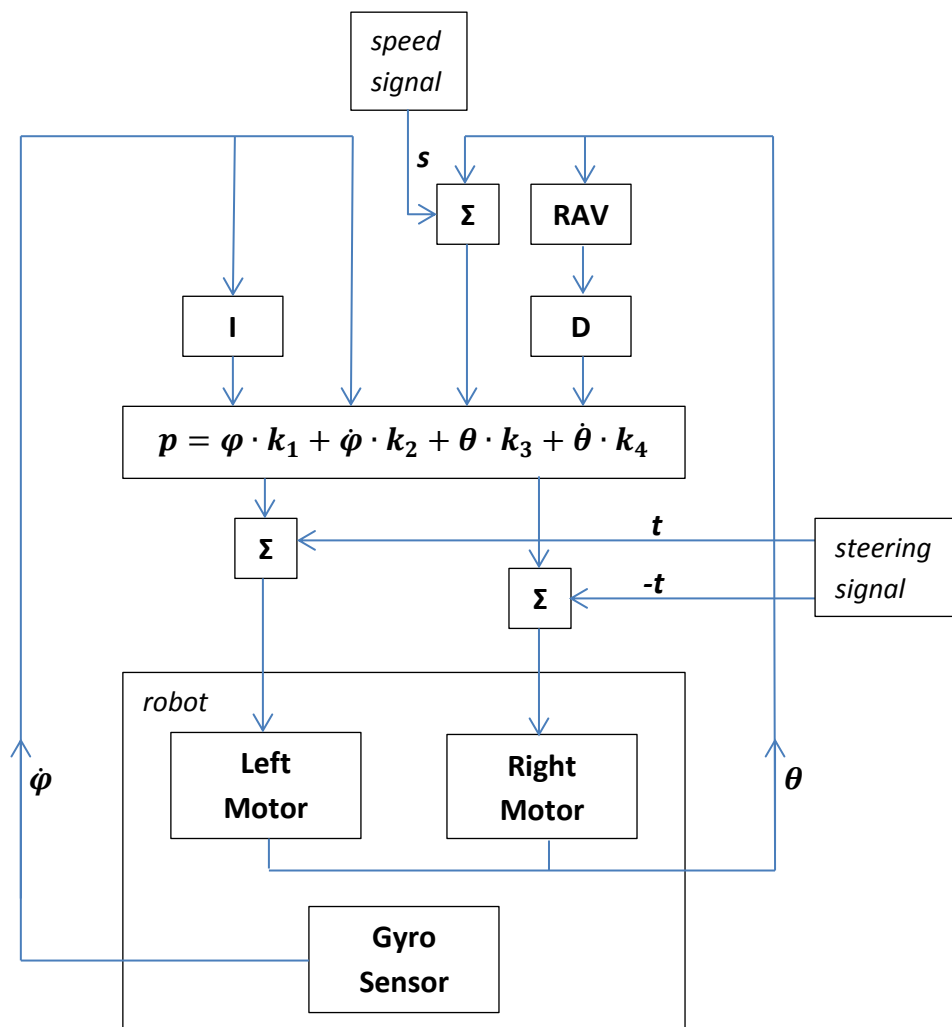 speed
signal
s
Σ
RAV
I
D
p = φ · k₁ + φ̇ · k₂ + θ · k₃ + θ̇ · k₄
t
Σ
steering
signal
-t
Σ
robot
Left
Motor
Right
Motor
φ̇
θ
Gyro
Sensor